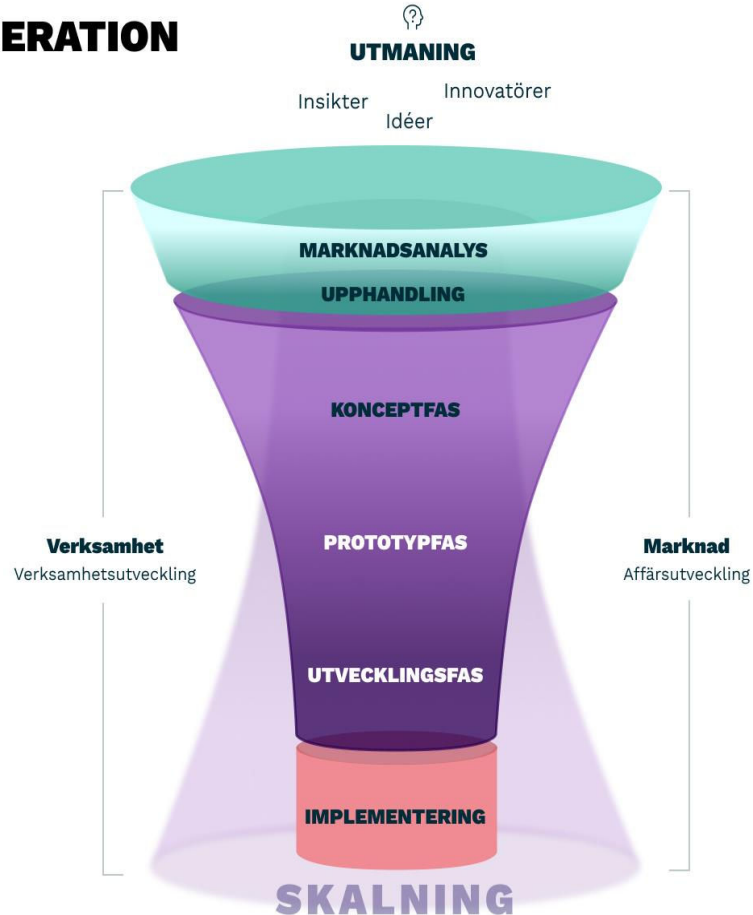 ERATION
UTMANING
Insikter
Innovatörer
Idéer
MARKNADSANALYS
UPPHANDLING
KONCEPTFAS
PROTOTYPFAS
Verksamhet
Verksamhetsutveckling
Marknad
Affärsutveckling
UTVECKLINGSFAS
IMPLEMENTERING
SKALNING